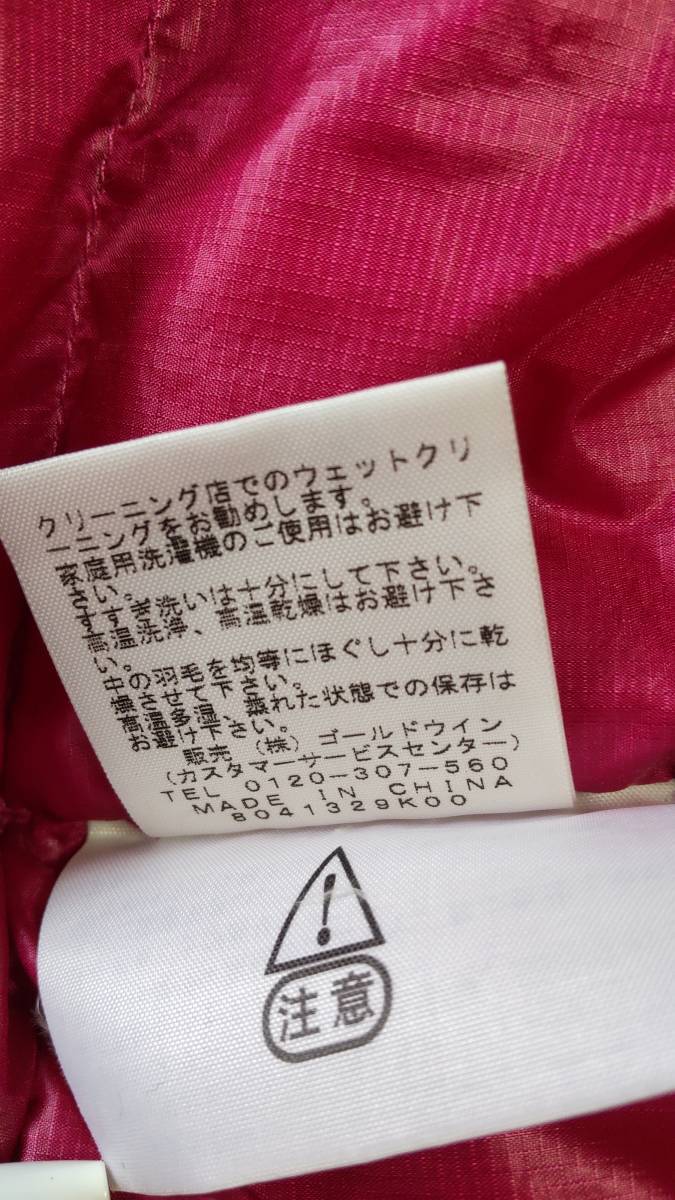 クリーニング店でのウェットクリ
ーニングをお勧めします。
家庭用洗濯機のご使用はお避け下
さい。
すすぎ洗いは十分にして下さい。
高温洗浄、高温乾燥はお避け下さ
い。
中の羽毛を均等にほぐし十分に乾
燥させて下さい。
高温 、 れた状態での保存は
お避け下さい。
販売 (株) ゴールドウイン
(カスタマーサービスセンター)
TEL 0120-307-560
MADE IN CHINA
8041329K00
!
注意